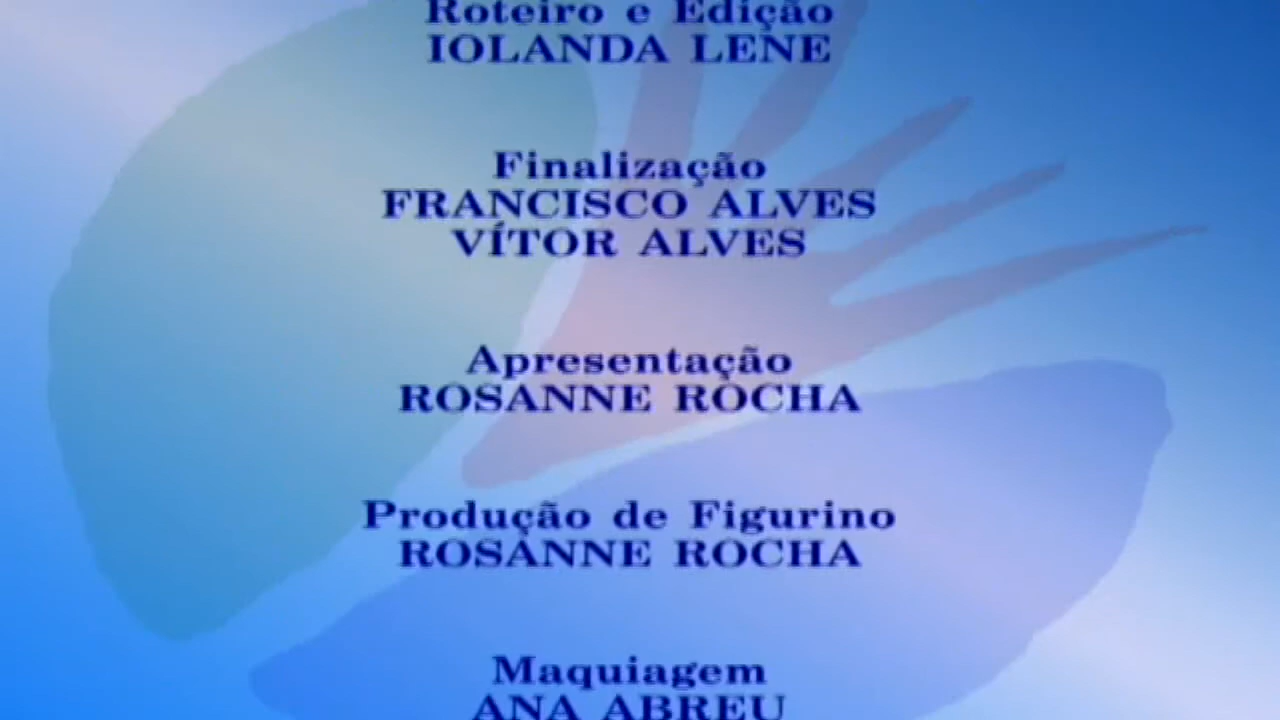 Roteiro e Edição
IOLANDA LENE
Finalização
FRANCISCO ALVES
VÍTOR ALVES
Apresentação
ROSANNE ROCHA
Produção de Figurino
ROSANNE ROCHA
Maquiagem
ANA ABREU